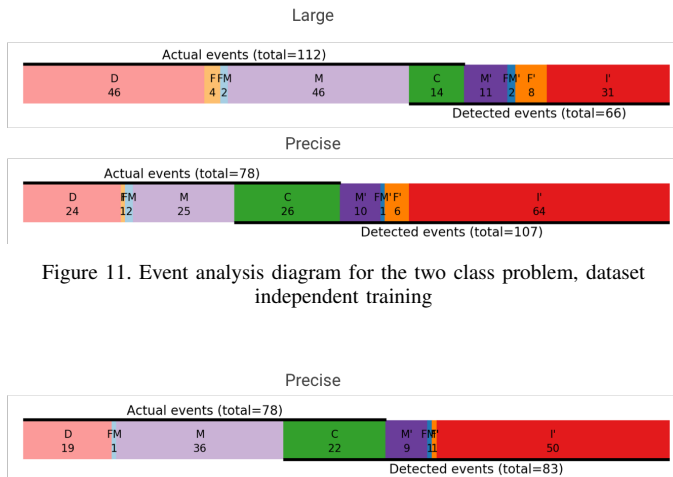 Large
Actual events (total=112)
D F FM M C M' FM' F' I'
46 4 2 46 14 11 2 8 31
Detected events (total=66)
Precise
Actual events (total=78)
D F FM M C M' FM' F' I'
24 1 2 25 26 10 1 6 64
Detected events (total=107)
Figure 11. Event analysis diagram for the two class problem, dataset
independent training
Precise
Actual events (total=78)
D FM M C M' FM' F' I'
19 1 36 22 9 1 1 50
Detected events (total=83)